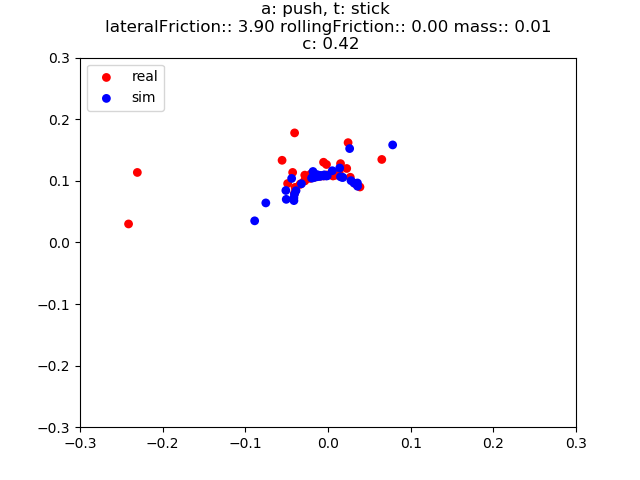 a: push, t: stick
lateralFriction:: 3.90 rollingFriction:: 0.00 mass:: 0.01
c: 0.42
real
sim
0.3
0.2
0.1
0.0
−0.1
−0.2
−0.3
−0.3
−0.2
−0.1
0.0
0.1
0.2
0.3